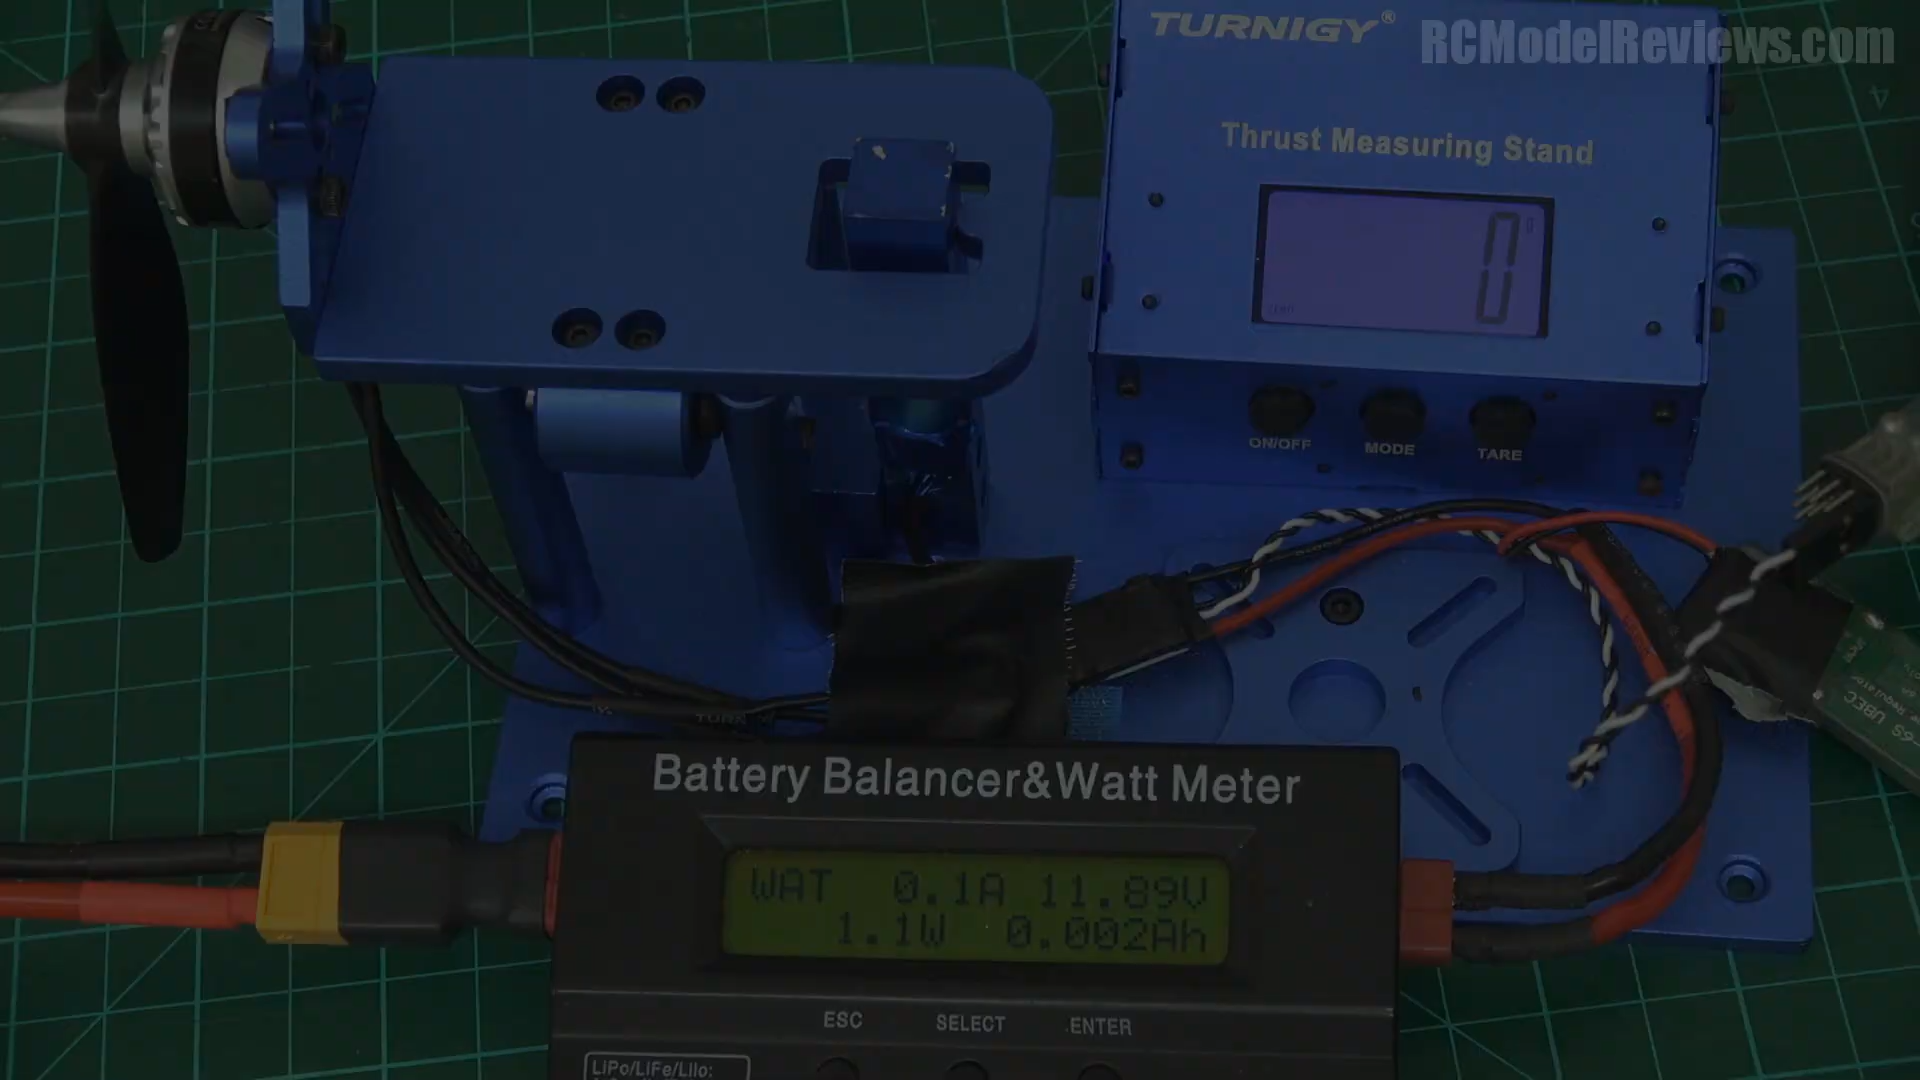 TURNIGY®
RCModelReviews.com
Thrust Measuring Stand
0
ON/OFF MODE TARE
UBEC
Battery Balancer&Watt Meter
WAT 0.1A 11.89V
1.1W 0.002Ah
ESC SELECT ENTER
LiPo/LiFe/LiIo: